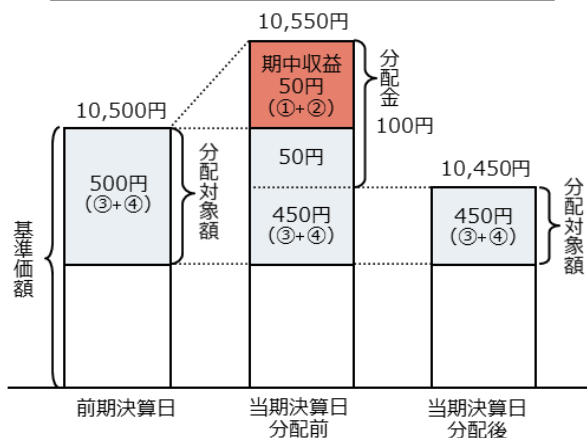 10,550円
期中収益
50円
(①+②)
分配金
100円
10,500円
500円
(③+④)
分配対象額
50円
450円
(③+④)
10,450円
450円
(③+④)
分配対象額
基準価額
前期決算日
当期決算日
分配前
当期決算日
分配後